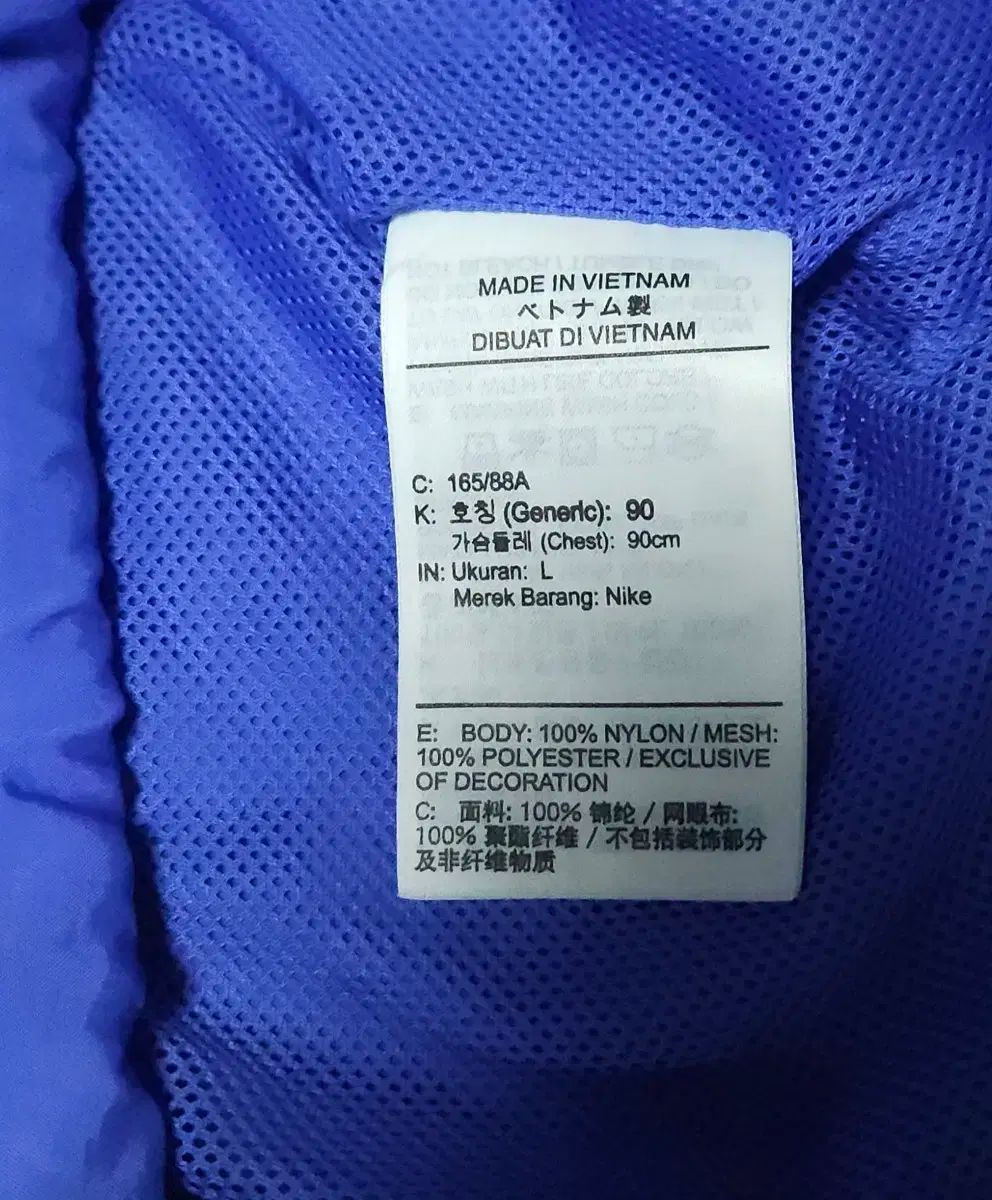 MADE IN VIETNAM
ベトナム製
DIBUAT DI VIETNAM
C: 165/88A
K: 호칭 (Generic): 90
가슴둘레 (Chest): 90cm
IN: Ukuran: L
Merek Barang: Nike
E: BODY: 100% NYLON / MESH:
100% POLYESTER / EXCLUSIVE
OF DECORATION
C: 面料: 100% 锦纶 / 网眼布:
100% 聚酯纤维 / 不包括装饰部分
及非纤维物质